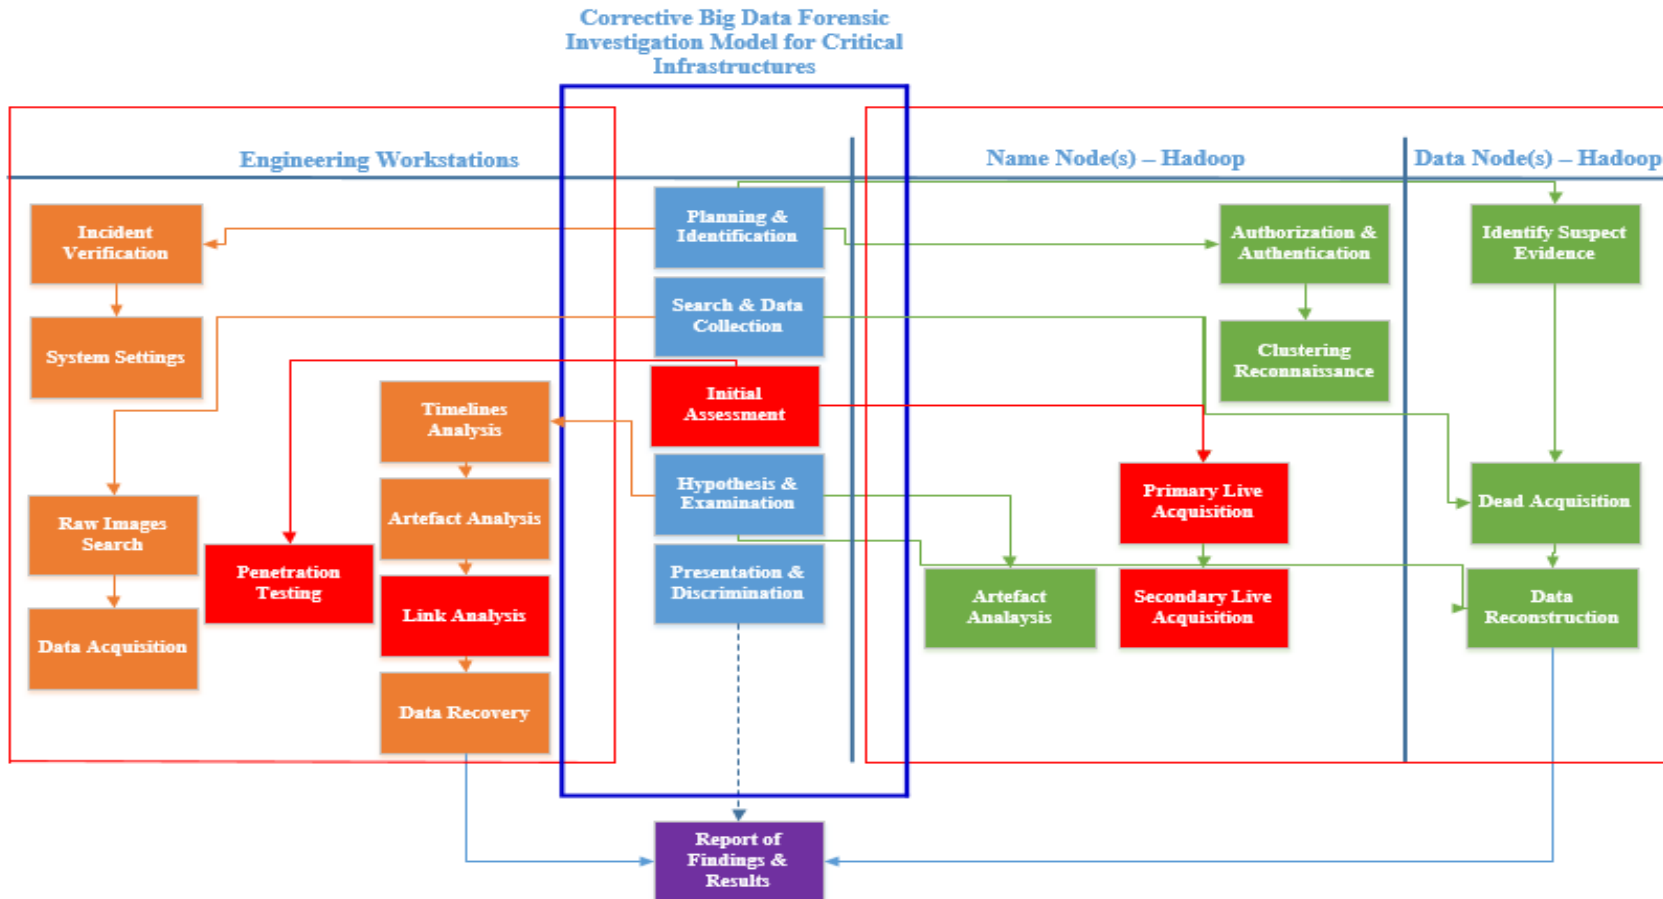 Corrective Big Data Forensic
Investigation Model for Critical
Infrastructures
Engineering Workstations
Name Node(s) – Hadoop
Data Node(s) – Hadoop
Incident
Verification
System Settings
Raw Images
Search
Data Acquisition
Penetration
Testing
Timelines
Analysis
Artefact Analysis
Link Analysis
Data Recovery
Planning &
Identification
Search & Data
Collection
Initial
Assessment
Hypothesis &
Examination
Presentation &
Discrimination
Authorization &
Authentication
Clustering
Reconnaissance
Primary Live
Acquisition
Secondary Live
Acquisition
Artefact
Analaysis
Identify Suspect
Evidence
Dead Acquisition
Data
Reconstruction
Report of
Findings &
Results